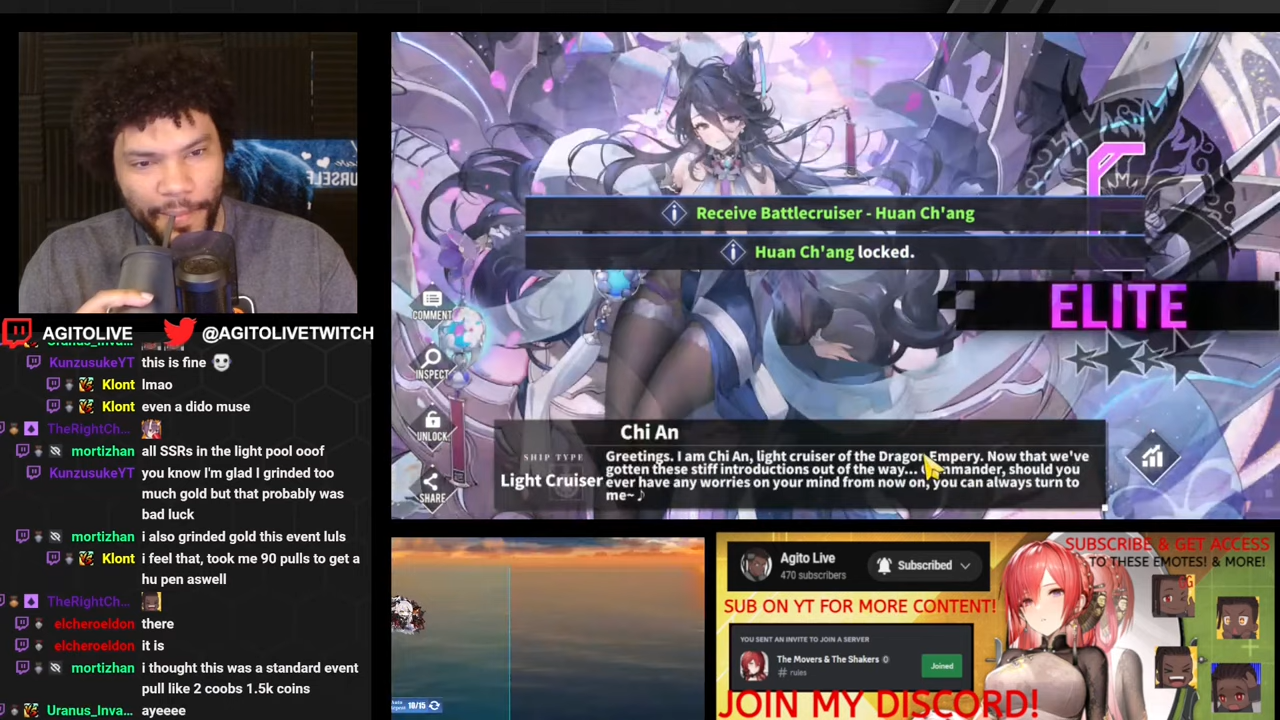 AGITOLIVE
@AGITOLIVETWITCH
KunzusukeYT this is fine
Klont lmao
Klont even a dido muse
TheRightCh...
mortizhan all SSRs in the light pool ooof
KunzusukeYT you know I'm glad I grinded too
much gold but that probably was
bad luck
mortizhan i also grinded gold this event luls
Klont i feel that, took me 90 pulls to get a
hu pen aswell
TheRightCh...
elcheroeldon there
elcheroeldon it is
mortizhan i thought this was a standard event
pull like 2 coobs 1.5k coins
Uranus_Inva... ayeeee
Receive Battlecruiser - Huan Ch'ang
Huan Ch'ang locked.
ELITE
COMMENT
INSPECT
UNLOCK
SHARE
Chi An
SHIP TYPE
Light Cruiser
Greetings. I am Chi An, light cruiser of the Dragon Empery. Now that we've
gotten these stiff introductions out of the way... Commander, should you
ever have any worries on your mind from now on, you can always turn to
me~♪
10/15
Agito Live
470 subscribers
Subscribed
SUB ON YT FOR MORE CONTENT!
YOU SENT AN INVITE TO JOIN A SERVER
The Movers & The Shakers
# rules
Joined
JOIN MY DISCORD!
SUBSCRIBE & GET ACCESS
TO THESE EMOTES! & MORE!